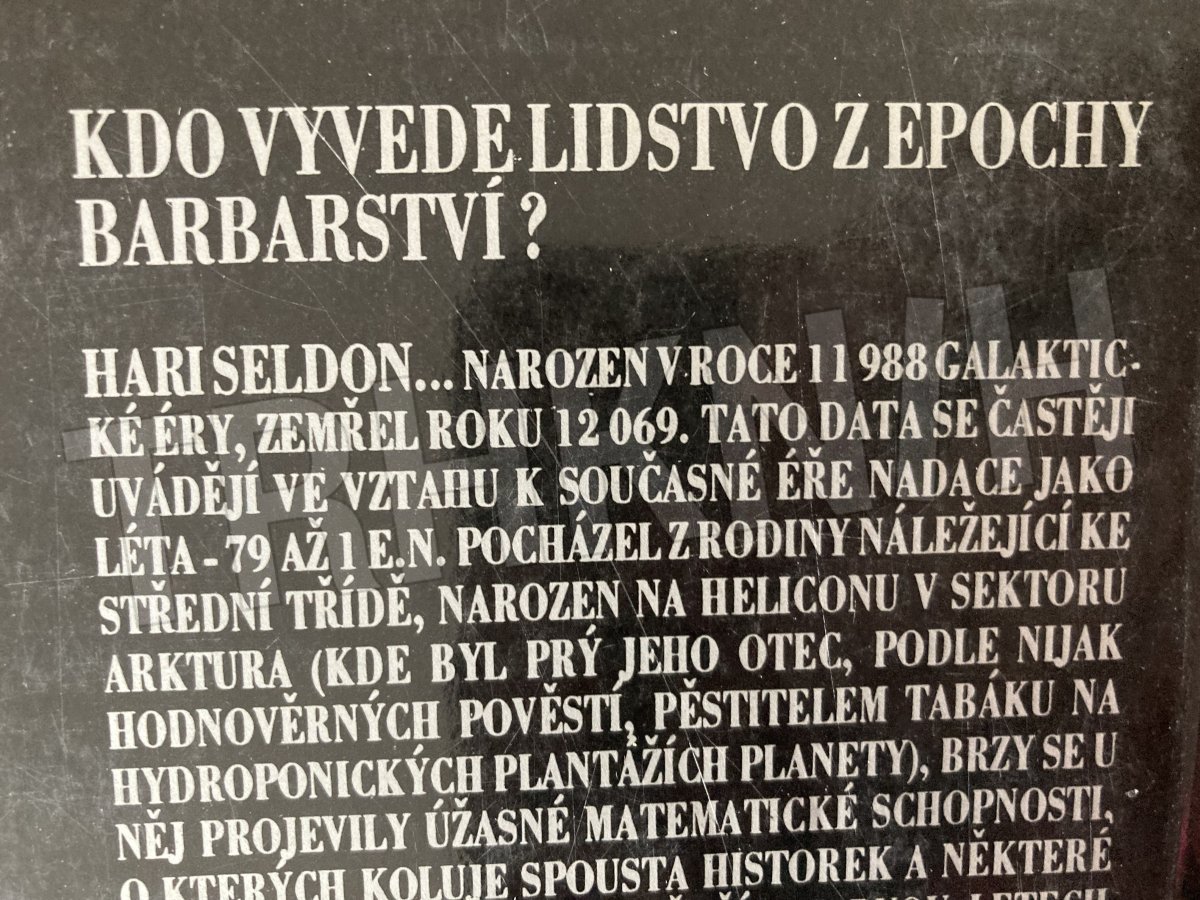 KDO VYVEDE LIDSTVO Z EPOCHY
BARBARSTVÍ ?
HARI SELDON... NAROZEN V ROCE 11 988 GALAKTIC-
KÉ ÉRY, ZEMŘEL ROKU 12 069. TATO DATA SE ČASTĚJI
UVÁDĚJÍ VE VZTAHU K SOUČASNÉ ÉŘE NADACE JAKO
LÉTA - 79 AŽ 1 E.N. POCHÁZEL Z RODINY NÁLEŽEJÍCÍ KE
STŘEDNÍ TŘÍDĚ, NAROZEN NA HELICONU V SEKTORU
ARKTURA (KDE BYL PRÝ JEHO OTEC, PODLE NIJAK
HODNOVĚRNÝCH POVĚSTÍ, PĚSTITELEM TABÁKU NA
HYDROPONICKÝCH PLANTÁŽÍCH PLANETY), BRZY SE U
NĚJ PROJEVILY ÚŽASNÉ MATEMATICKÉ SCHOPNOSTI,
O KTERÝCH KOLUJE SPOUSTA HISTOREK A NĚKTERÉ
LETECH
TRHKNIH